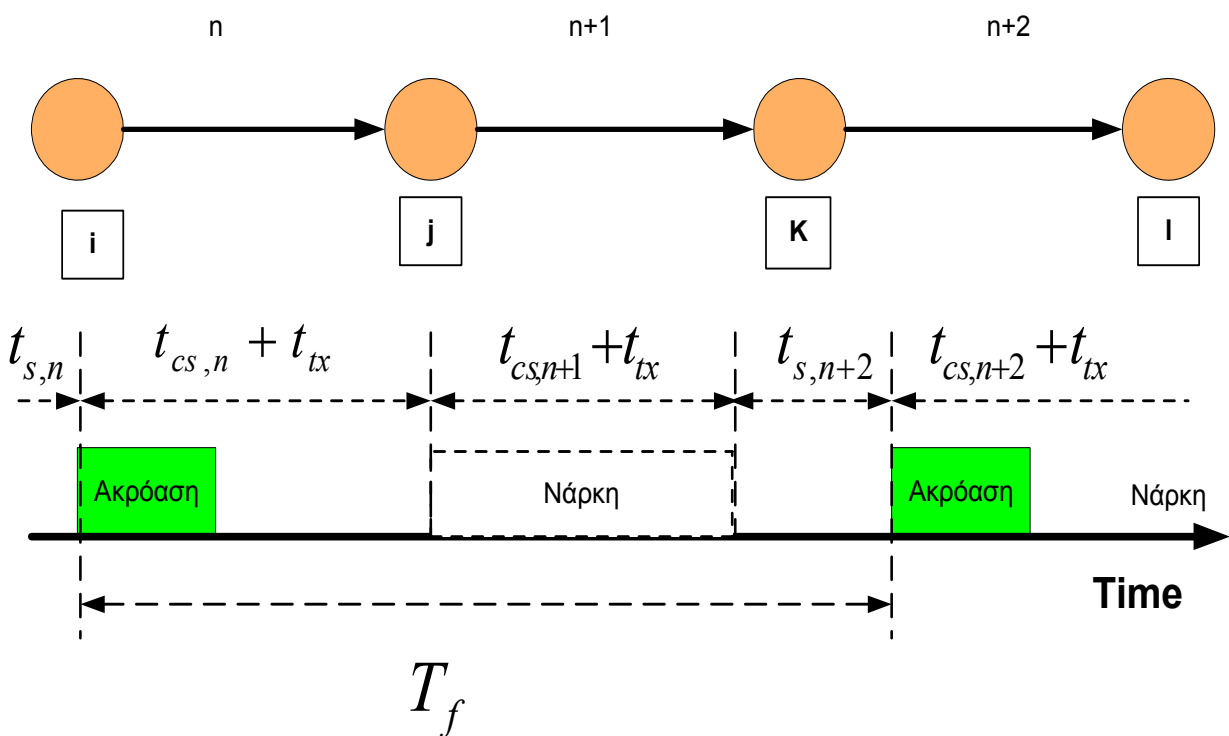 n n+1 n+2
i j K l
t_{s,n} t_{cs,n} + t_{tx} t_{cs,n+1} + t_{tx} t_{s,n+2} t_{cs,n+2} + t_{tx}
Ακρόαση Νάρκη Ακρόαση Νάρκη
Time
T_f